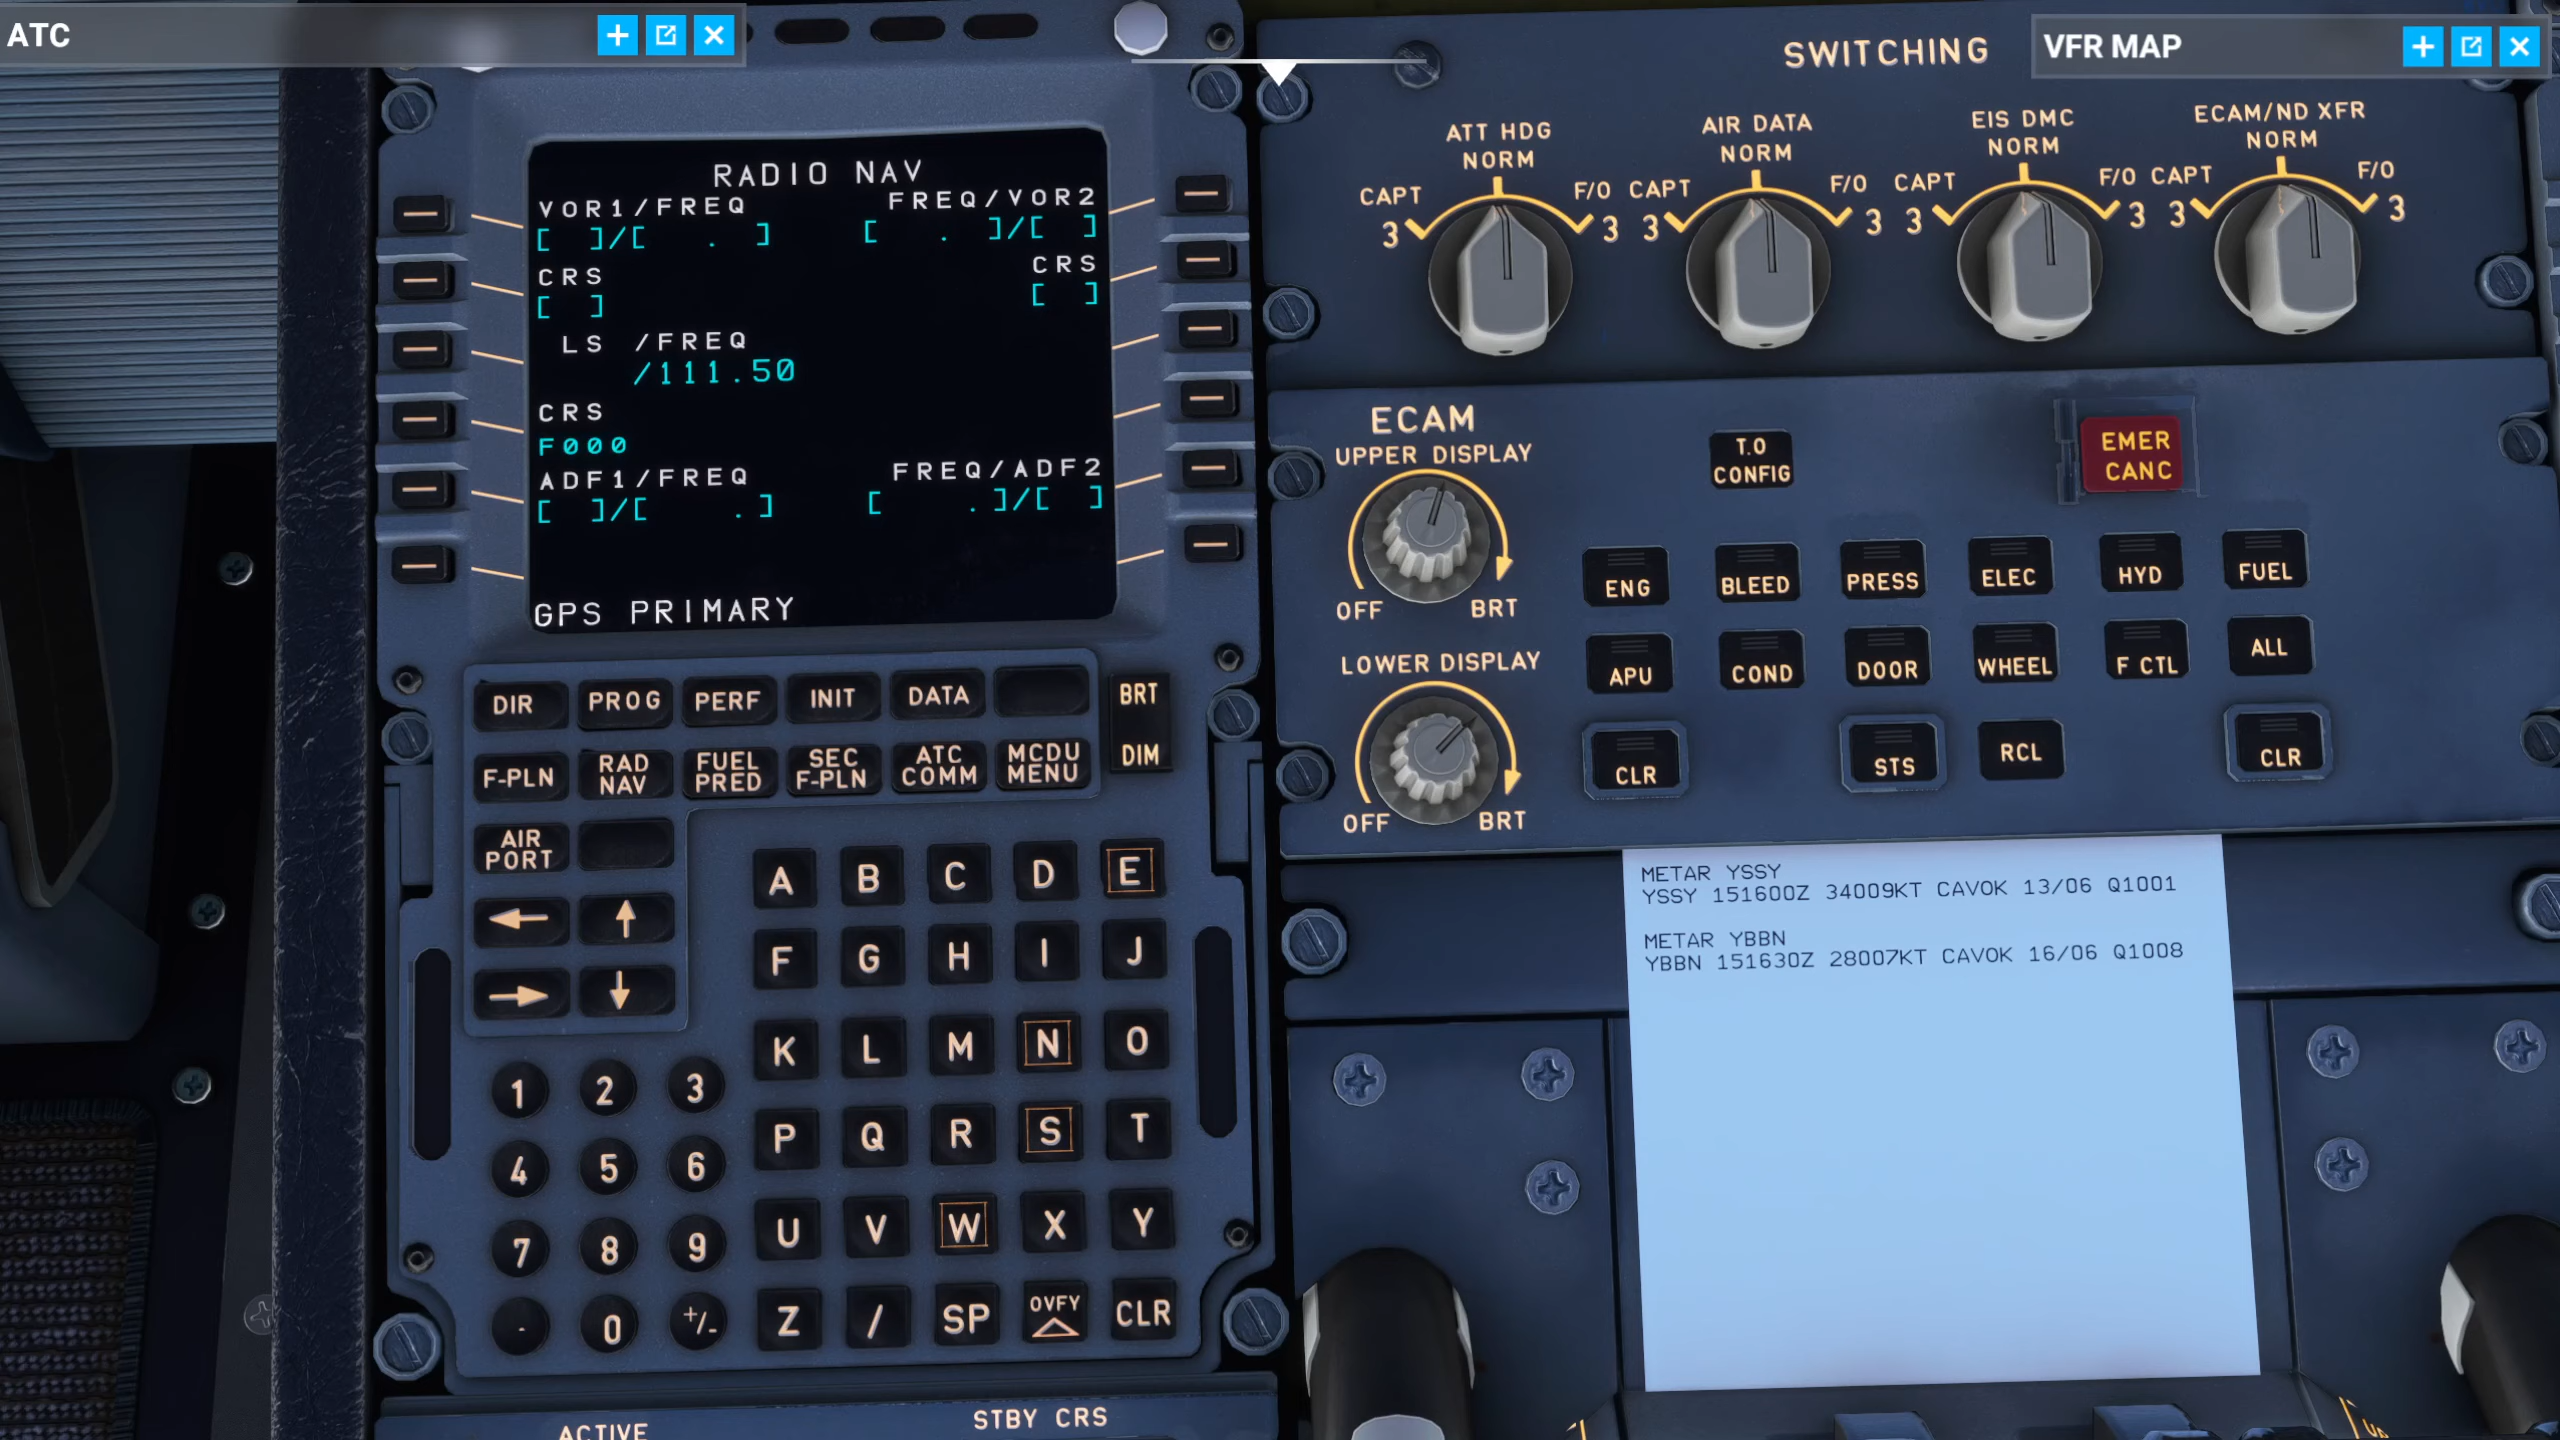 ATC
VFR MAP
SWITCHING
ATT HDG
NORM
CAPT
3
F/O
3
AIR DATA
NORM
CAPT
3
F/O
3
EIS DMC
NORM
CAPT
3
F/O
3
ECAM/ND XFR
NORM
CAPT
3
F/O
3
RADIO NAV
VOR1/FREQ FREQ/VOR2
[ ]/[ . ] [ . ]/[ ]
CRS CRS
[ ] [ ]
LS /FREQ
/111.50
CRS
F000
ADF1/FREQ FREQ/ADF2
[ ]/[ . ] [ . ]/[ ]
GPS PRIMARY
DIR PROG PERF INIT DATA
BRT
DIM
F-PLN
RAD
NAV
FUEL
PRED
SEC
F-PLN
ATC
COMM
MCDU
MENU
AIR
PORT
← ↑
→ ↓
A B C D E
F G H I J
K L M N O
P Q R S T
U V W X Y
Z / SP OVFY CLR
1 2 3
4 5 6
7 8 9
. 0 +/-
ACTIVE STBY CRS
ECAM
UPPER DISPLAY
OFF BRT
LOWER DISPLAY
OFF BRT
T.O
CONFIG
EMER
CANC
ENG BLEED PRESS ELEC HYD FUEL
APU COND DOOR WHEEL F CTL ALL
CLR STS RCL CLR
METAR YSSY
YSSY 151600Z 34009KT CAVOK 13/06 Q1001
METAR YBBN
YBBN 151630Z 28007KT CAVOK 16/06 Q1008